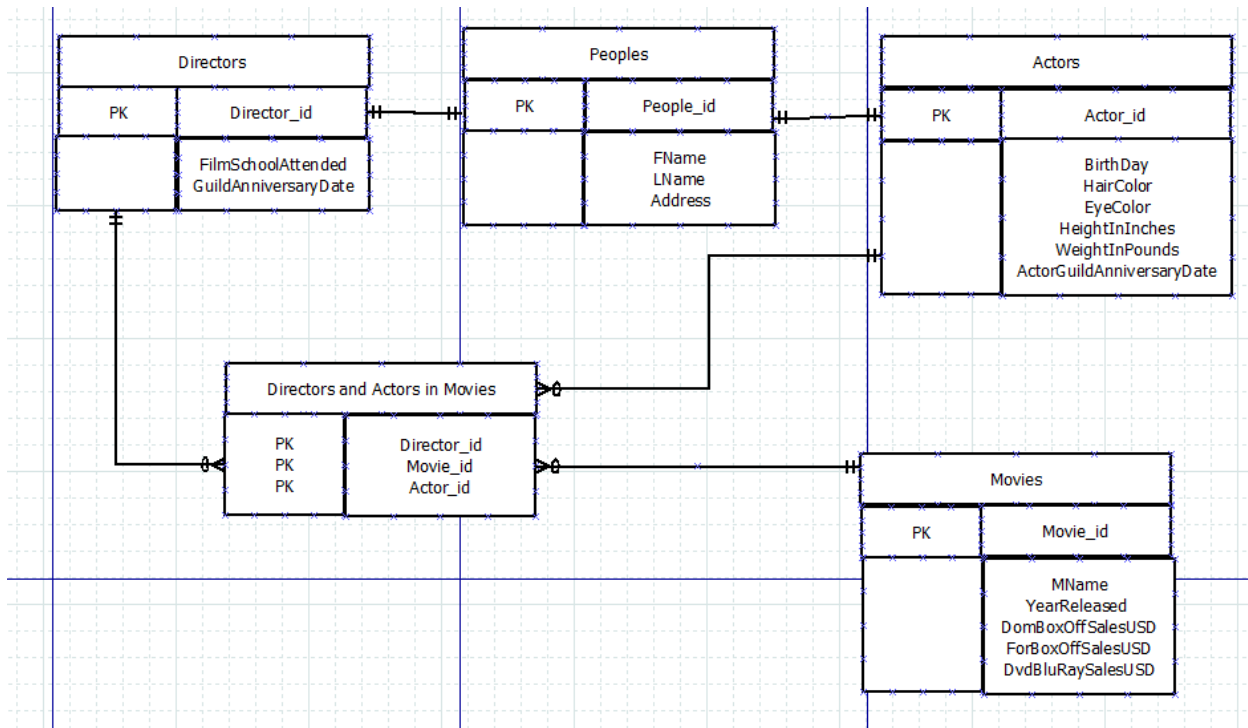 Directors
PK
Director_id
FilmSchoolAttended
GuildAnniversaryDate
Peoples
PK
People_id
FName
LName
Address
Actors
PK
Actor_id
BirthDay
HairColor
EyeColor
HeightInInches
WeightInPounds
ActorGuildAnniversaryDate
Directors and Actors in Movies
PK Director_id
PK Movie_id
PK Actor_id
Movies
PK
Movie_id
MName
YearReleased
DomBoxOffSalesUSD
ForBoxOffSalesUSD
DvdBluRaySalesUSD